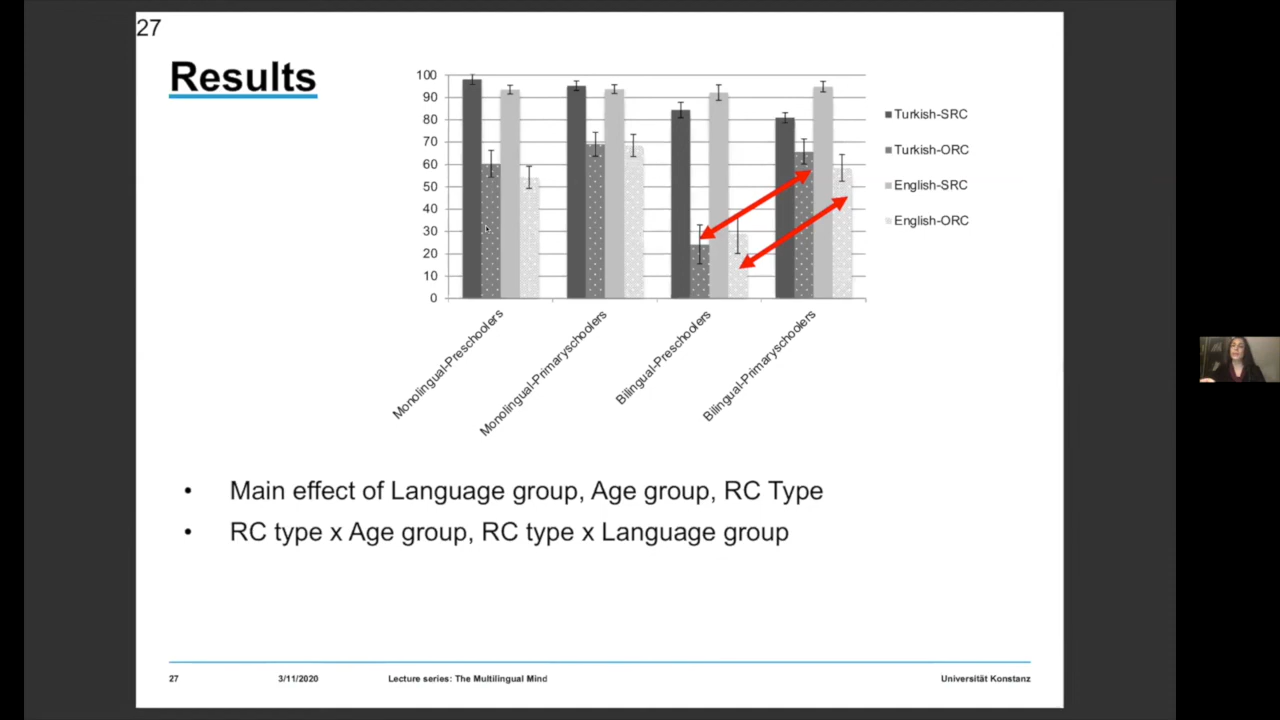 27
Results
100
90
80
70
60
50
40
30
20
10
0
Monolingual-Preschoolers
Monolingual-Primaryschoolers
Bilingual-Preschoolers
Bilingual-Primaryschoolers
Turkish-SRC
Turkish-ORC
English-SRC
English-ORC
• Main effect of Language group, Age group, RC Type
• RC type x Age group, RC type x Language group
27 3/11/2020 Lecture series: The Multilingual Mind Universität Konstanz